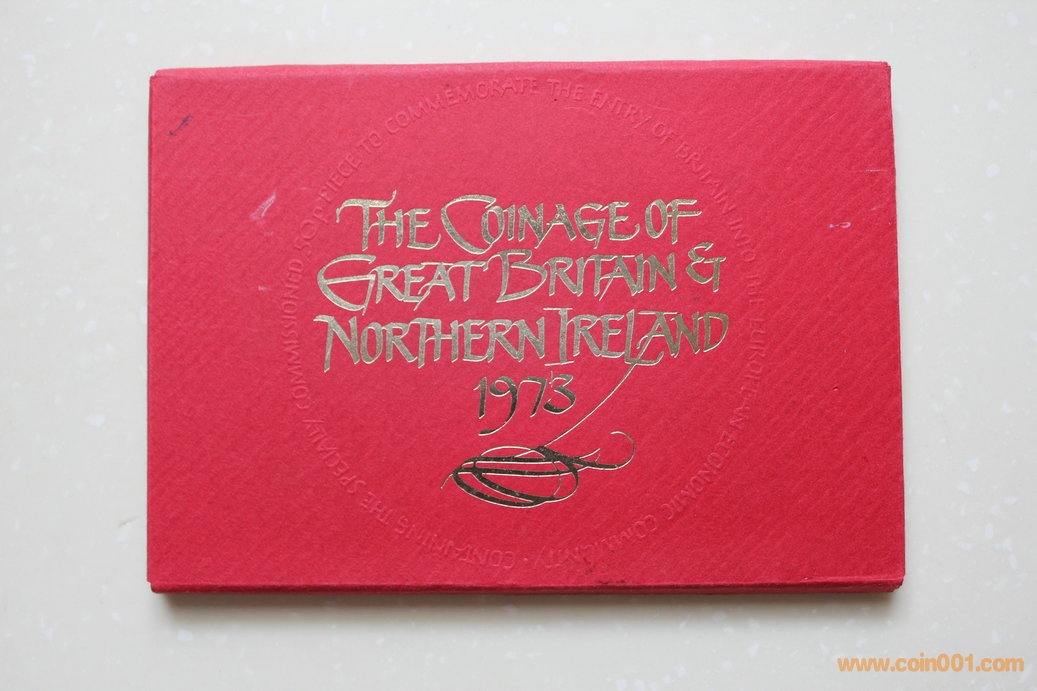 THE COINAGE OF
GREAT BRITAIN &
NORTHERN IRELAND
1973
CONTAINING THE SPECIALLY COMMISSIONED 50p PIECE TO COMMEMORATE THE ENTRY OF BRITAIN INTO THE EUROPEAN ECONOMIC COMMUNITY ·
www.coin001.com